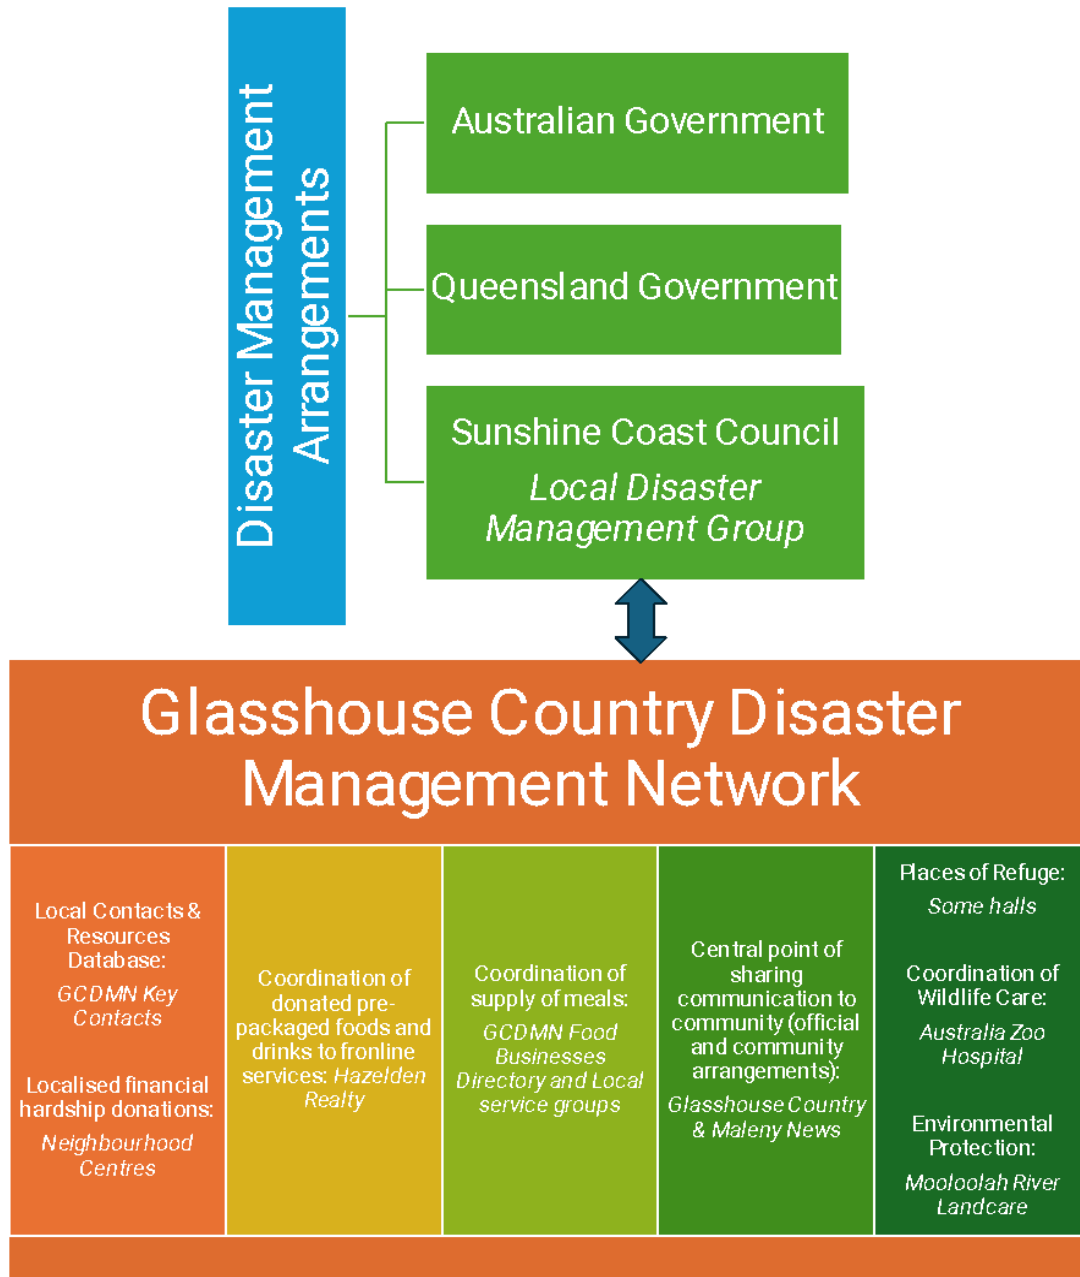 Disaster Management
Arrangements
Australian Government
Queensland Government
Sunshine Coast Council
Local Disaster
Management Group
Glasshouse Country Disaster
Management Network
Local Contacts &
Resources
Database:
GCDMN Key
Contacts
Localised financial
hardship donations:
Neighbourhood
Centres
Coordination of
donated pre-
packaged foods and
drinks to fronline
services: Hazelden
Realty
Coordination of
supply of meals:
GCDMN Food
Businesses
Directory and Local
service groups
Central point of
sharing
communication to
community (official
and community
arrangements):
Glasshouse Country
& Maleny News
Places of Refuge:
Some halls
Coordination of
Wildlife Care:
Australia Zoo
Hospital
Environmental
Protection:
Mooloolah River
Landcare